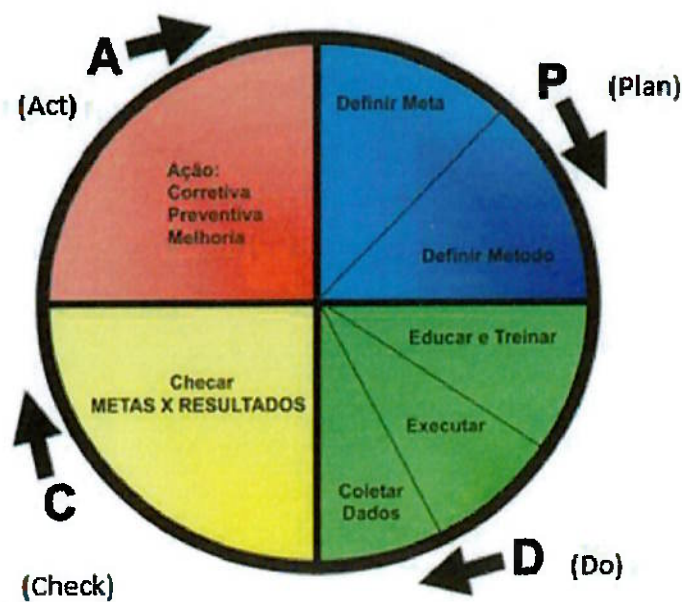 A
(Act)
P (Plan)
Definir Meta
Definir Metodo
Ação:
Corretiva
Preventiva
Melhoria
Educar e Treinar
Executar
Coletar
Dados
D (Do)
Checar
METAS X RESULTADOS
C
(Check)